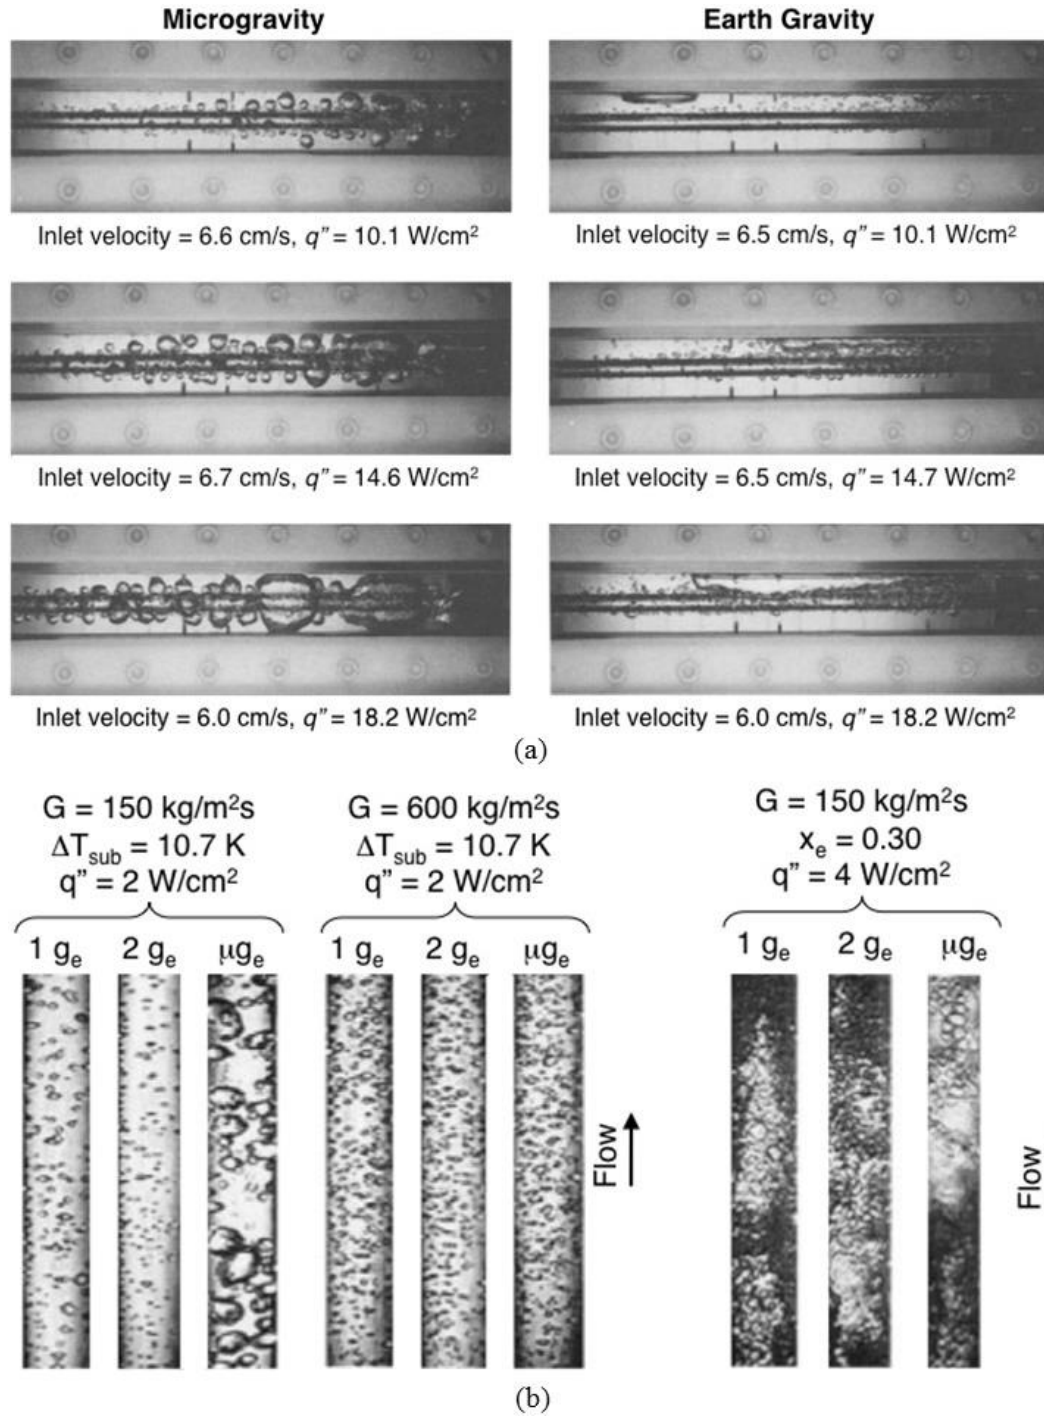 Microgravity
Earth Gravity
Inlet velocity = 6.6 cm/s, q” = 10.1 W/cm²
Inlet velocity = 6.5 cm/s, q” = 10.1 W/cm²
Inlet velocity = 6.7 cm/s, q” = 14.6 W/cm²
Inlet velocity = 6.5 cm/s, q” = 14.7 W/cm²
Inlet velocity = 6.0 cm/s, q” = 18.2 W/cm²
Inlet velocity = 6.0 cm/s, q” = 18.2 W/cm²
(a)
G = 150 kg/m²s
ΔTsub = 10.7 K
q” = 2 W/cm²
1 ge 2 ge μge
G = 600 kg/m²s
ΔTsub = 10.7 K
q” = 2 W/cm²
1 ge 2 ge μge
Flow
G = 150 kg/m²s
xe = 0.30
q” = 4 W/cm²
1 ge 2 ge μge
Flow
(b)